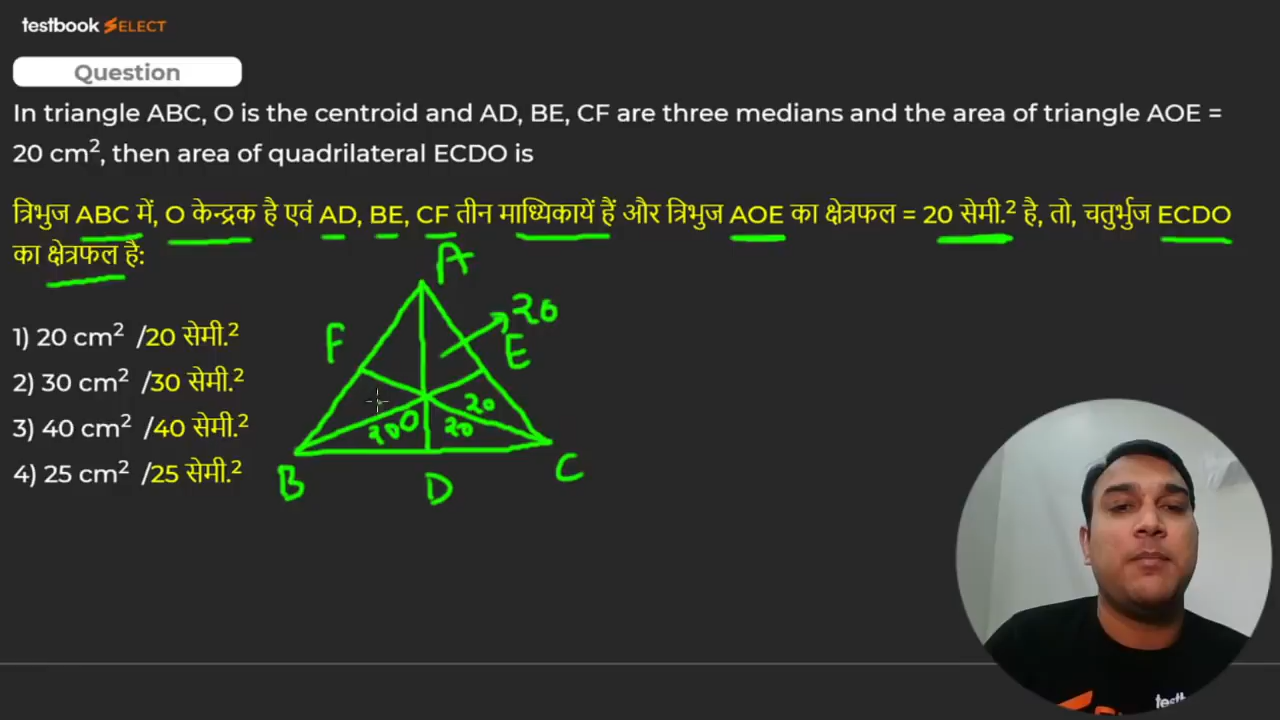 testbook SELECT
Question
In triangle ABC, O is the centroid and AD, BE, CF are three medians and the area of triangle AOE =
20 cm², then area of quadrilateral ECDO is
त्रिभुज ABC में, O केन्द्रक है एवं AD, BE, CF तीन माध्यिकायें हैं और त्रिभुज AOE का क्षेत्रफल = 20 सेमी.² है, तो, चतुर्भुज ECDO
का क्षेत्रफल है:
1) 20 cm² /20 सेमी.²
2) 30 cm² /30 सेमी.²
3) 40 cm² /40 सेमी.²
4) 25 cm² /25 सेमी.²
A
20
F
E
20
O
20
20
B
D
C